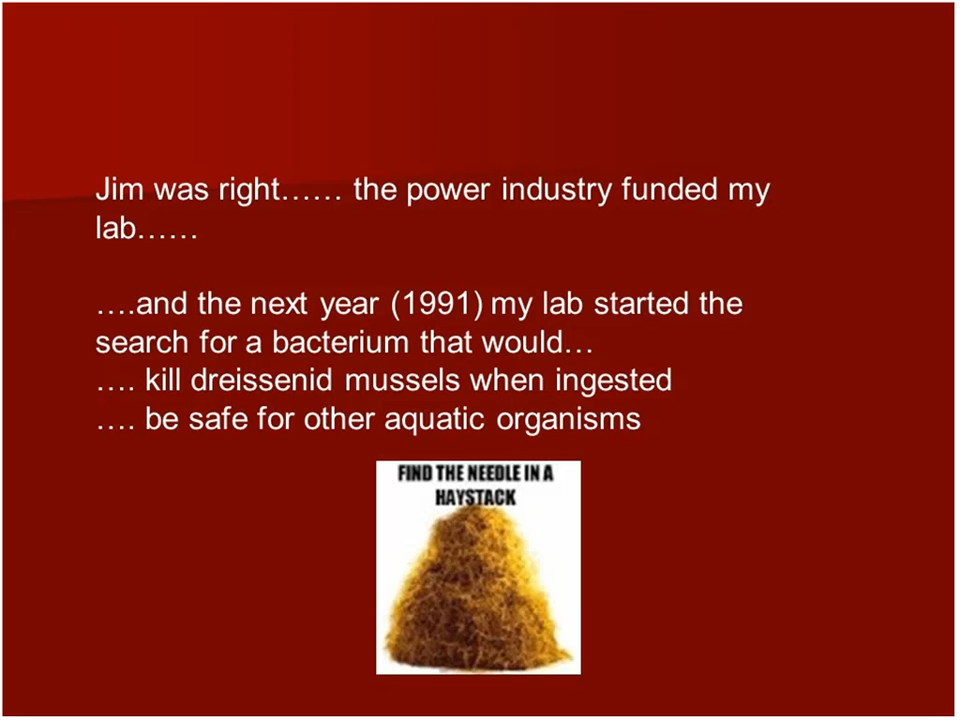 Jim was right…… the power industry funded my
lab……
….and the next year (1991) my lab started the
search for a bacterium that would…
…. kill dreissenid mussels when ingested
…. be safe for other aquatic organisms
FIND THE NEEDLE IN A
HAYSTACK